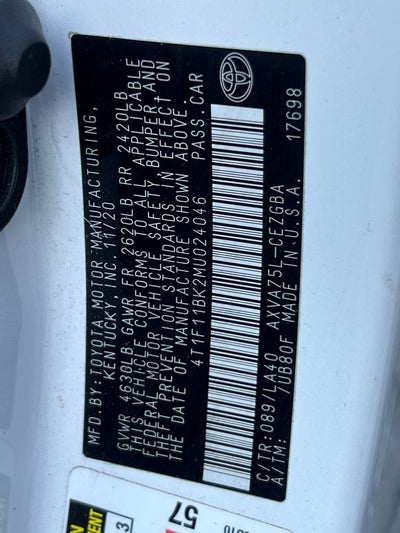 MFD.BY:TOYOTA MOTOR MANUFACTURING,
KENTUCKY, INC. 11/20
GVWR 4630LB GAWR FR 2620LB RR 2420LB
THIS VEHICLE CONFORMS TO ALL APPLICABLE
FEDERAL MOTOR VEHICLE SAFETY, BUMPER AND
THEFT PREVENTION STANDARDS IN EFFECT ON
THE DATE OF MANUFACTURE SHOWN ABOVE.
4T1F11BK2MU024046 PASS.CAR
C/TR:089/LA40 AXVA75L-CEZGBA
A/TM: /UB80F MADE IN U.S.A. 17698
57
3